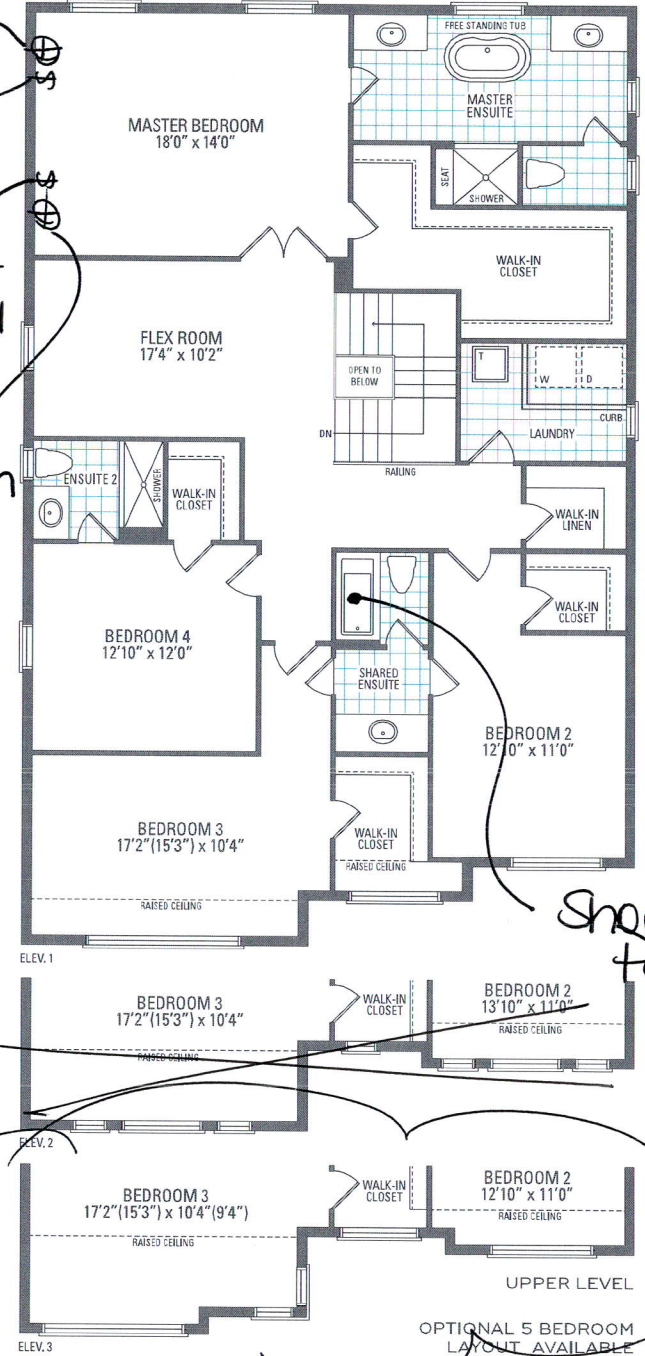 FREE STANDING TUB
MASTER
ENSUITE
MASTER BEDROOM
18'0" x 14'0"
S
S
SEAT
SHOWER
WALK-IN
CLOSET
FLEX ROOM
17'4" x 10'2"
OPEN TO
BELOW
T
W
D
CURB
DN
LAUNDRY
RAILING
ENSUITE 2
SHOWER
WALK-IN
CLOSET
WALK-IN
LINEN
BEDROOM 4
12'10" x 12'0"
WALK-IN
CLOSET
SHARED
ENSUITE
BEDROOM 2
12'10" x 11'0"
BEDROOM 3
17'2"(15'3") x 10'4"
WALK-IN
CLOSET
RAISED CEILING
RAISED CEILING
ELEV. 1
BEDROOM 3
17'2"(15'3") x 10'4"
RAISED CEILING
WALK-IN
CLOSET
BEDROOM 2
13'10" x 11'0"
RAISED CEILING
ELEV. 2
BEDROOM 3
17'2"(15'3") x 10'4"(9'4")
RAISED CEILING
WALK-IN
CLOSET
BEDROOM 2
12'10" x 11'0"
RAISED CEILING
UPPER LEVEL
OPTIONAL 5 BEDROOM
LAYOUT AVAILABLE
ELEV. 3